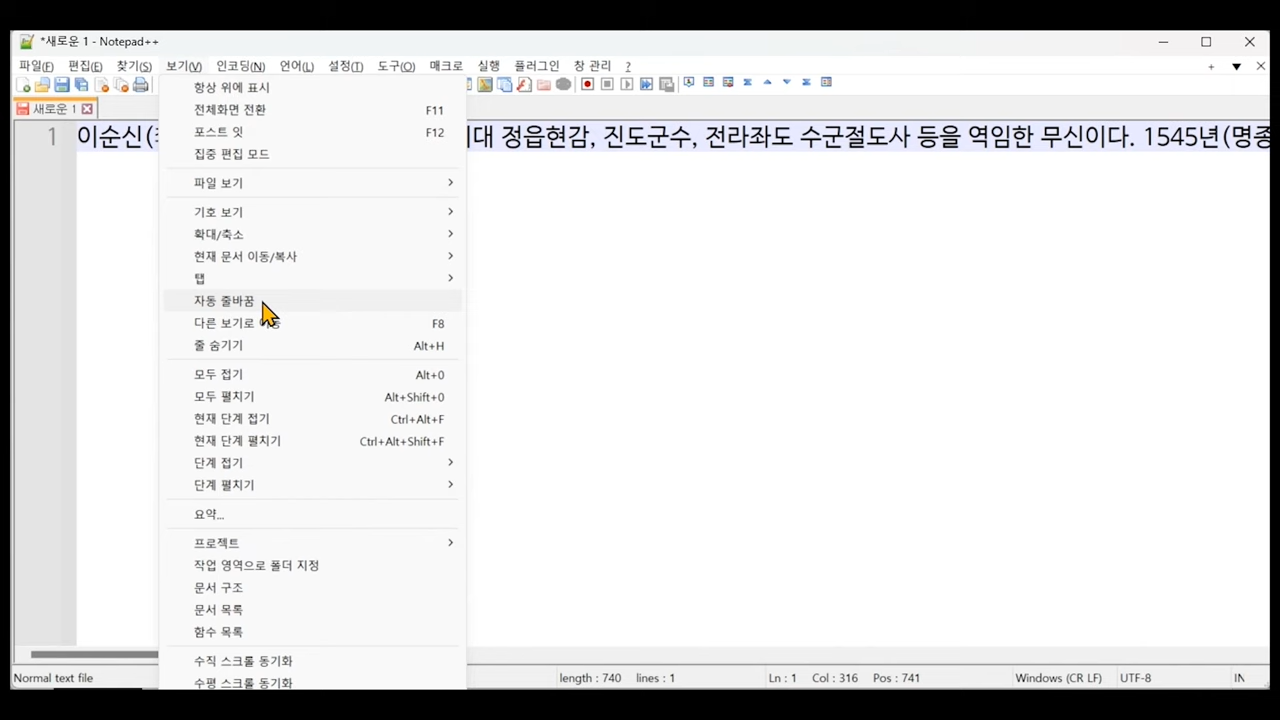 *새로운 1 - Notepad++
파일(F) 편집(E) 찾기(S) 보기(V) 인코딩(N) 언어(L) 설정(T) 도구(O) 매크로 실행 플러그인 창 관리 ?
새로운 1
1 이순신( 대 정읍현감, 진도군수, 전라좌도 수군절도사 등을 역임한 무신이다. 1545년(명종
항상 위에 표시
전체화면 전환 F11
포스트 잇 F12
집중 편집 모드
파일 보기
기호 보기
확대/축소
현재 문서 이동/복사
탭
자동 줄바꿈
다른 보기로 이동 F8
줄 숨기기 Alt+H
모두 접기 Alt+0
모두 펼치기 Alt+Shift+0
현재 단계 접기 Ctrl+Alt+F
현재 단계 펼치기 Ctrl+Alt+Shift+F
단계 접기
단계 펼치기
요약...
프로젝트
작업 영역으로 폴더 지정
문서 구조
문서 목록
함수 목록
수직 스크롤 동기화
수평 스크롤 동기화
Normal text file length : 740 lines : 1 Ln : 1 Col : 316 Pos : 741 Windows (CR LF) UTF-8 IN